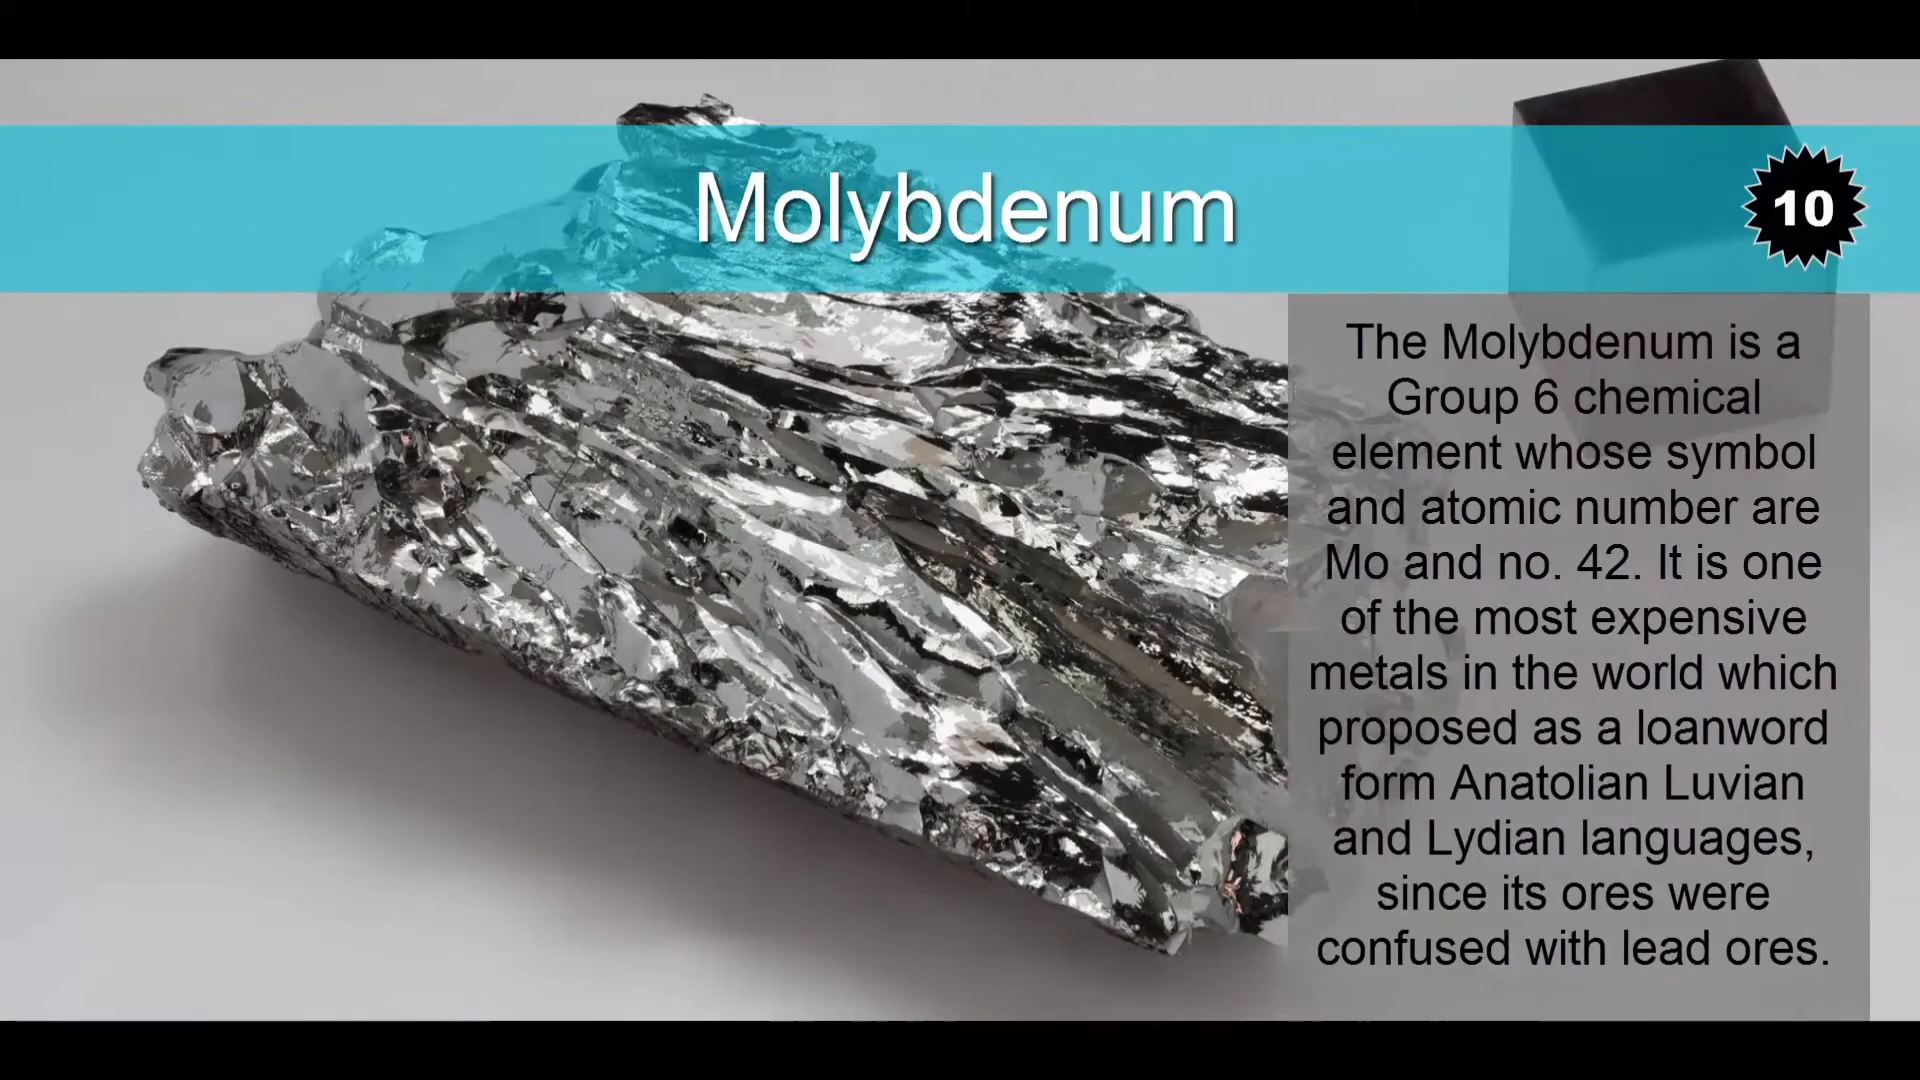 Molybdenum
10
The Molybdenum is a
Group 6 chemical
element whose symbol
and atomic number are
Mo and no. 42. It is one
of the most expensive
metals in the world which
proposed as a loanword
form Anatolian Luvian
and Lydian languages,
since its ores were
confused with lead ores.